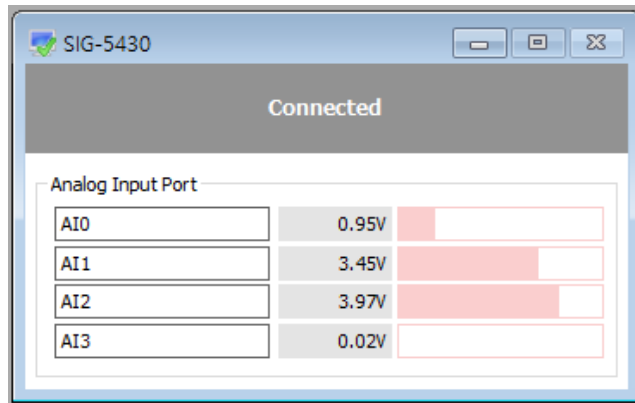 SIG-5430
Connected
Analog Input Port
AI0 0.95V
AI1 3.45V
AI2 3.97V
AI3 0.02V